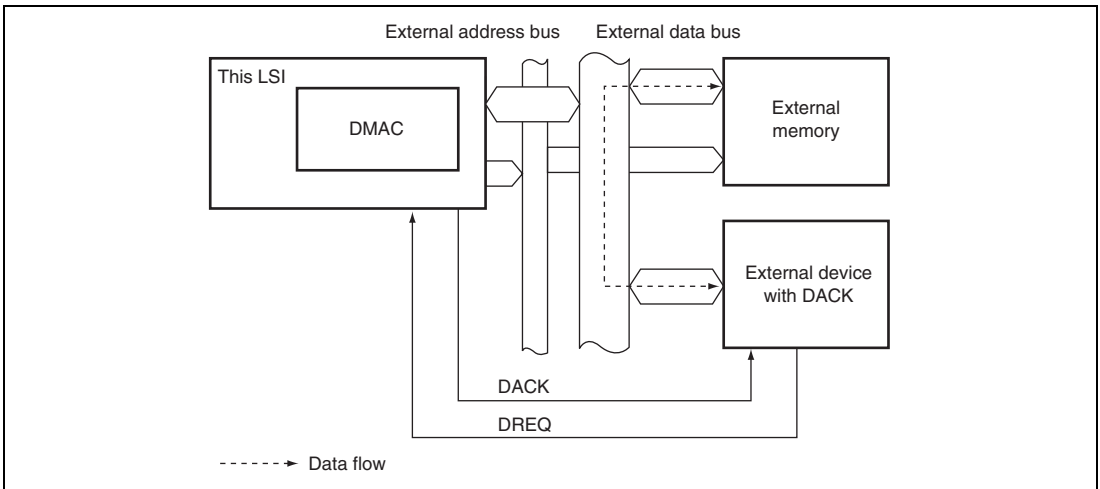 External address bus
External data bus
This LSI
DMAC
External
memory
External device
with DACK
DACK
DREQ
Data flow